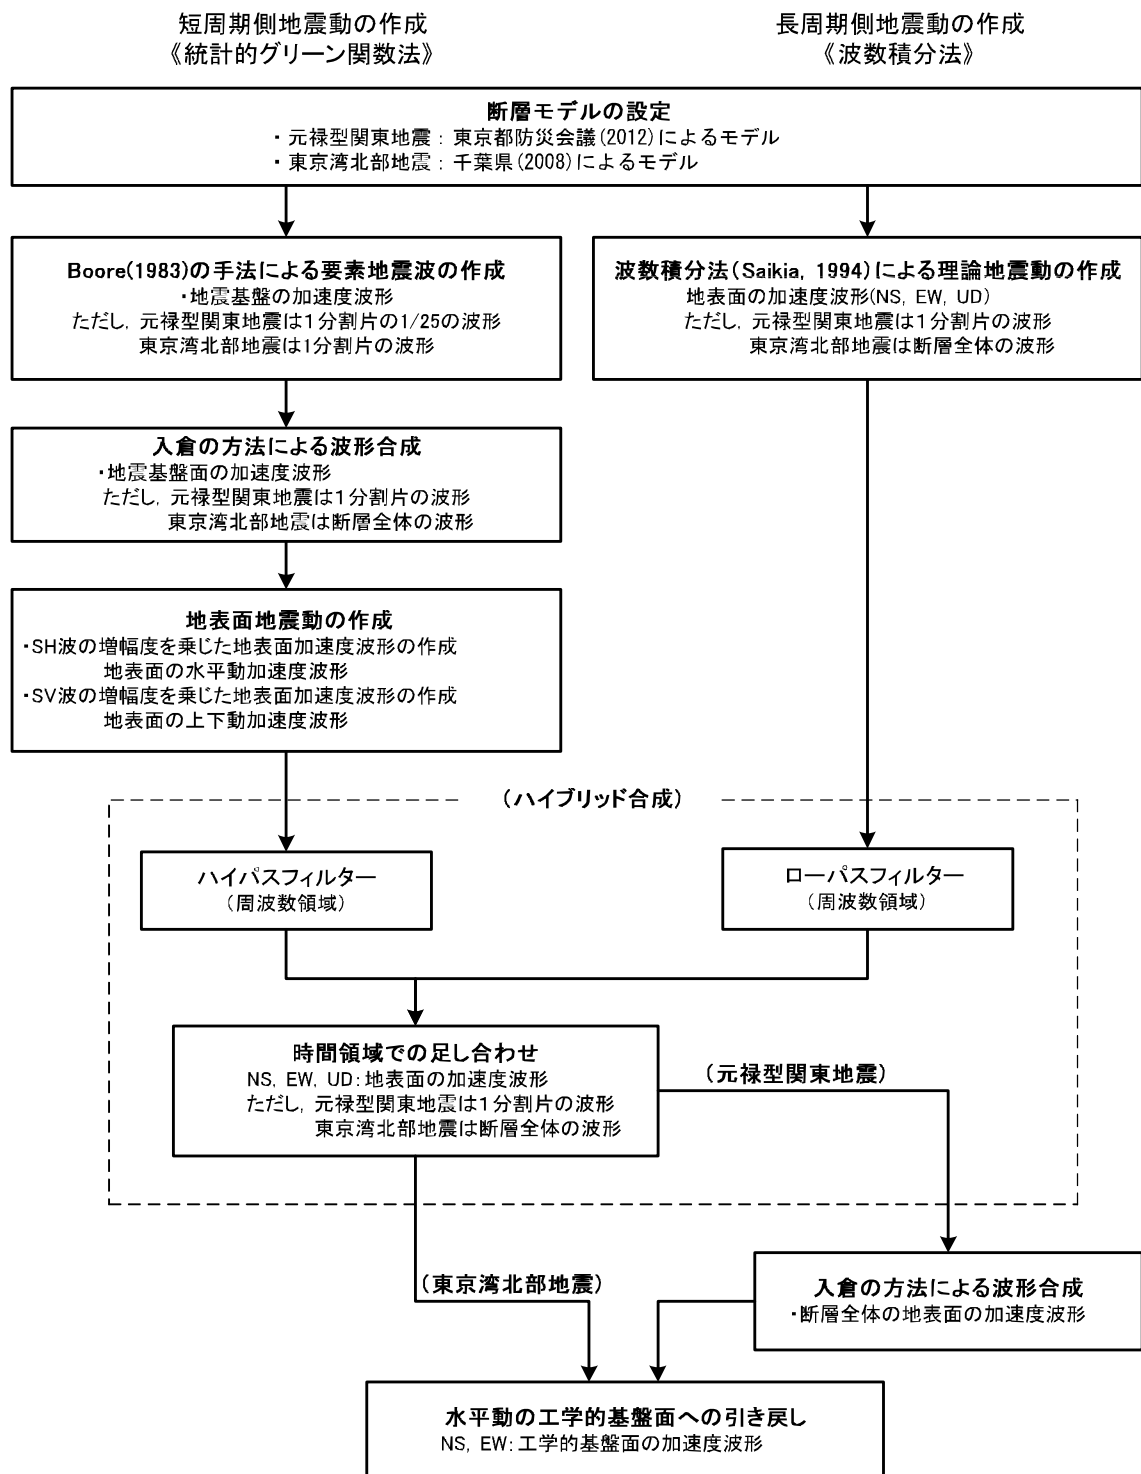 短周期側地震動の作成
《統計的グリーン関数法》
長周期側地震動の作成
《波数積分法》
断層モデルの設定
・元禄型関東地震：東京都防災会議(2012)によるモデル
・東京湾北部地震：千葉県(2008)によるモデル
Boore(1983)の手法による要素地震波の作成
・地震基盤の加速度波形
ただし，元禄型関東地震は１分割片の1/25の波形
東京湾北部地震は1分割片の波形
波数積分法(Saikia, 1994)による理論地震動の作成
地表面の加速度波形(NS, EW, UD)
ただし，元禄型関東地震は１分割片の波形
東京湾北部地震は断層全体の波形
入倉の方法による波形合成
・地震基盤面の加速度波形
ただし，元禄型関東地震は１分割片の波形
東京湾北部地震は断層全体の波形
地表面地震動の作成
・SH波の増幅度を乗じた地表面加速度波形の作成
地表面の水平動加速度波形
・SV波の増幅度を乗じた地表面加速度波形の作成
地表面の上下動加速度波形
(ハイブリッド合成)
ハイパスフィルター
(周波数領域)
ローパスフィルター
(周波数領域)
時間領域での足し合わせ
NS, EW, UD：地表面の加速度波形
ただし，元禄型関東地震は１分割片の波形
東京湾北部地震は断層全体の波形
(元禄型関東地震)
(東京湾北部地震)
入倉の方法による波形合成
・断層全体の地表面の加速度波形
水平動の工学的基盤面への引き戻し
NS, EW：工学的基盤面の加速度波形